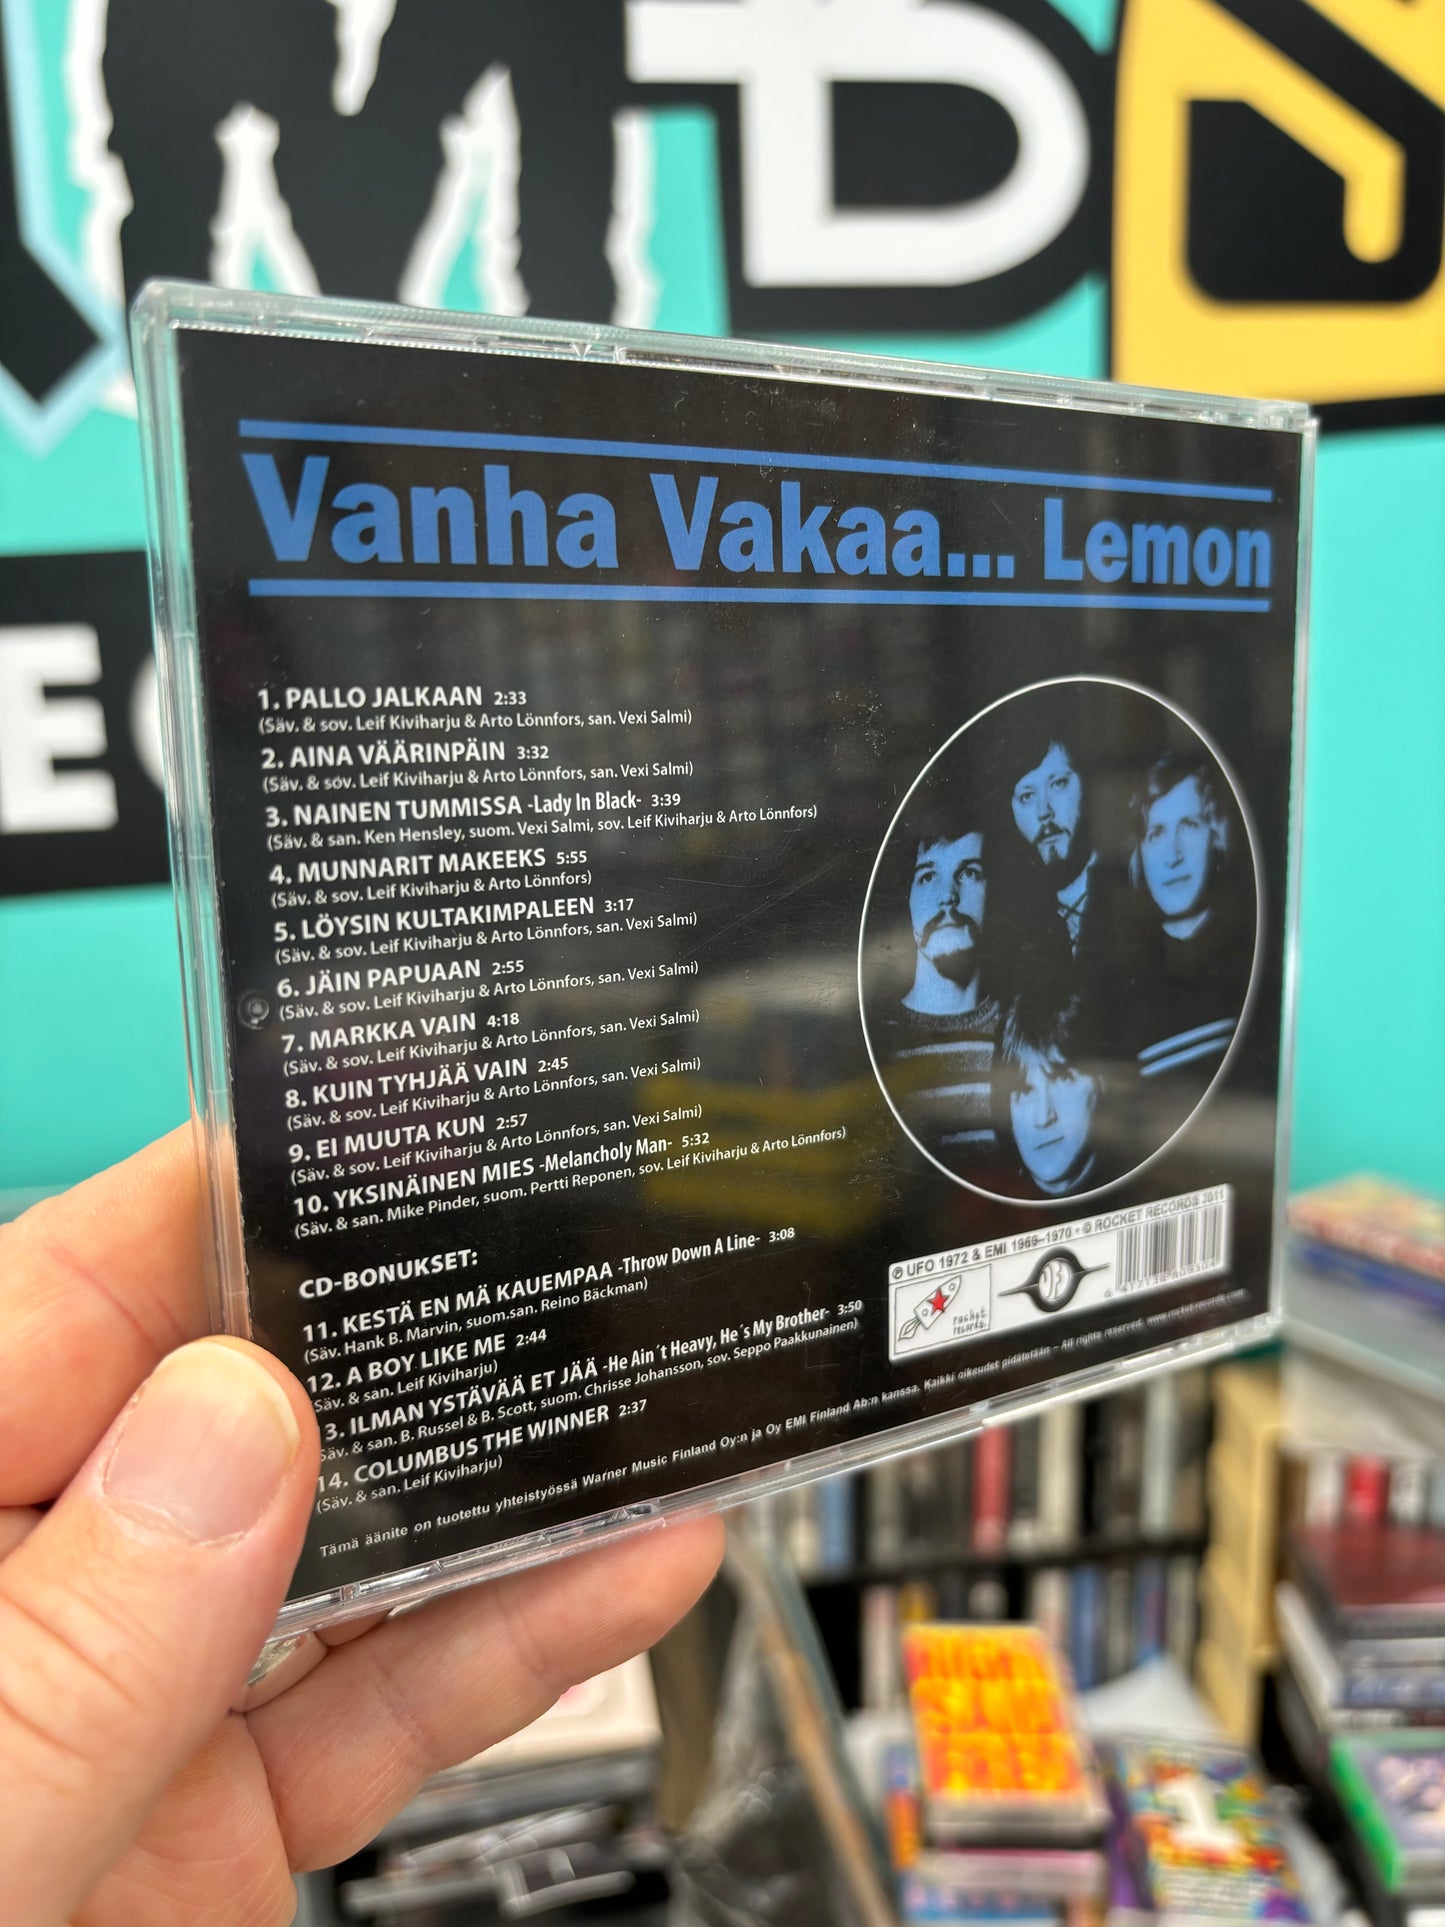 Vanha Vakaa... Lemon
1. PALLO JALKAAN 2:33
(Säv. & sov. Leif Kiviharju & Arto Lönnfors, san. Vexi Salmi)
2. AINA VÄÄRINPÄIN 3:32
(Säv. & sov. Leif Kiviharju & Arto Lönnfors, san. Vexi Salmi)
3. NAINEN TUMMISSA -Lady In Black- 3:39
(Säv. & san. Ken Hensley, suom. Vexi Salmi, sov. Leif Kiviharju & Arto Lönnfors)
4. MUNNARIT MAKEEKS 5:55
(Säv. & sov. Leif Kiviharju & Arto Lönnfors)
5. LÖYSIN KULTAKIMPALEEN 3:17
(Säv. & sov. Leif Kiviharju & Arto Lönnfors, san. Vexi Salmi)
6. JÄIN PAPUAAN 2:55
(Säv. & sov. Leif Kiviharju & Arto Lönnfors, san. Vexi Salmi)
7. MARKKA VAIN 4:18
(Säv. & sov. Leif Kiviharju & Arto Lönnfors, san. Vexi Salmi)
8. KUIN TYHJÄÄ VAIN 2:45
(Säv. & sov. Leif Kiviharju & Arto Lönnfors, san. Vexi Salmi)
9. EI MUUTA KUN 2:57
(Säv. & sov. Leif Kiviharju & Arto Lönnfors, san. Vexi Salmi)
10. YKSINÄINEN MIES -Melancholy Man- 5:32
(Säv. & san. Mike Pinder, suom. Pertti Reponen, sov. Leif Kiviharju & Arto Lönnfors)
CD-BONUKSET:
11. KESTÄ EN MÄ KAUEMPAA -Throw Down A Line- 3:08
(Säv. Hank B. Marvin, suom.san. Reino Bäckman)
12. A BOY LIKE ME 2:44
Säv. & san. Leif Kiviharju)
3. ILMAN YSTÄVÄÄ ET JÄÄ -He Ain´t Heavy, He´s My Brother- 3:50
Säv. & san. B. Russel & B. Scott, suom. Chrisse Johansson, sov. Seppo Paakkunainen)
14. COLUMBUS THE WINNER 2:37
(Säv. & san. Leif Kiviharju)
Tämä äänite on tuotettu yhteistyössä Warner Music Finland Oy:n ja Oy EMI Finland Ab:n kanssa. Kaikki oikeudet pidätetään – All rights reserved. www.rocketrecords.com
℗ UFO 1972 & EMI 1969–1970 • © ROCKET RECORDS 2011
rocket
records.